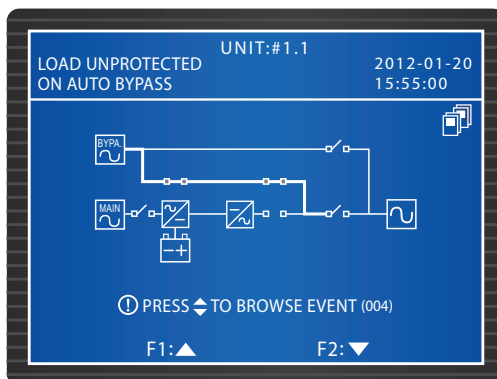 UNIT:#1.1
LOAD UNPROTECTED
ON AUTO BYPASS
2012-01-20
15:55:00
BYPA.
MAIN
PRESS TO BROWSE EVENT (004)
F1:
F2: